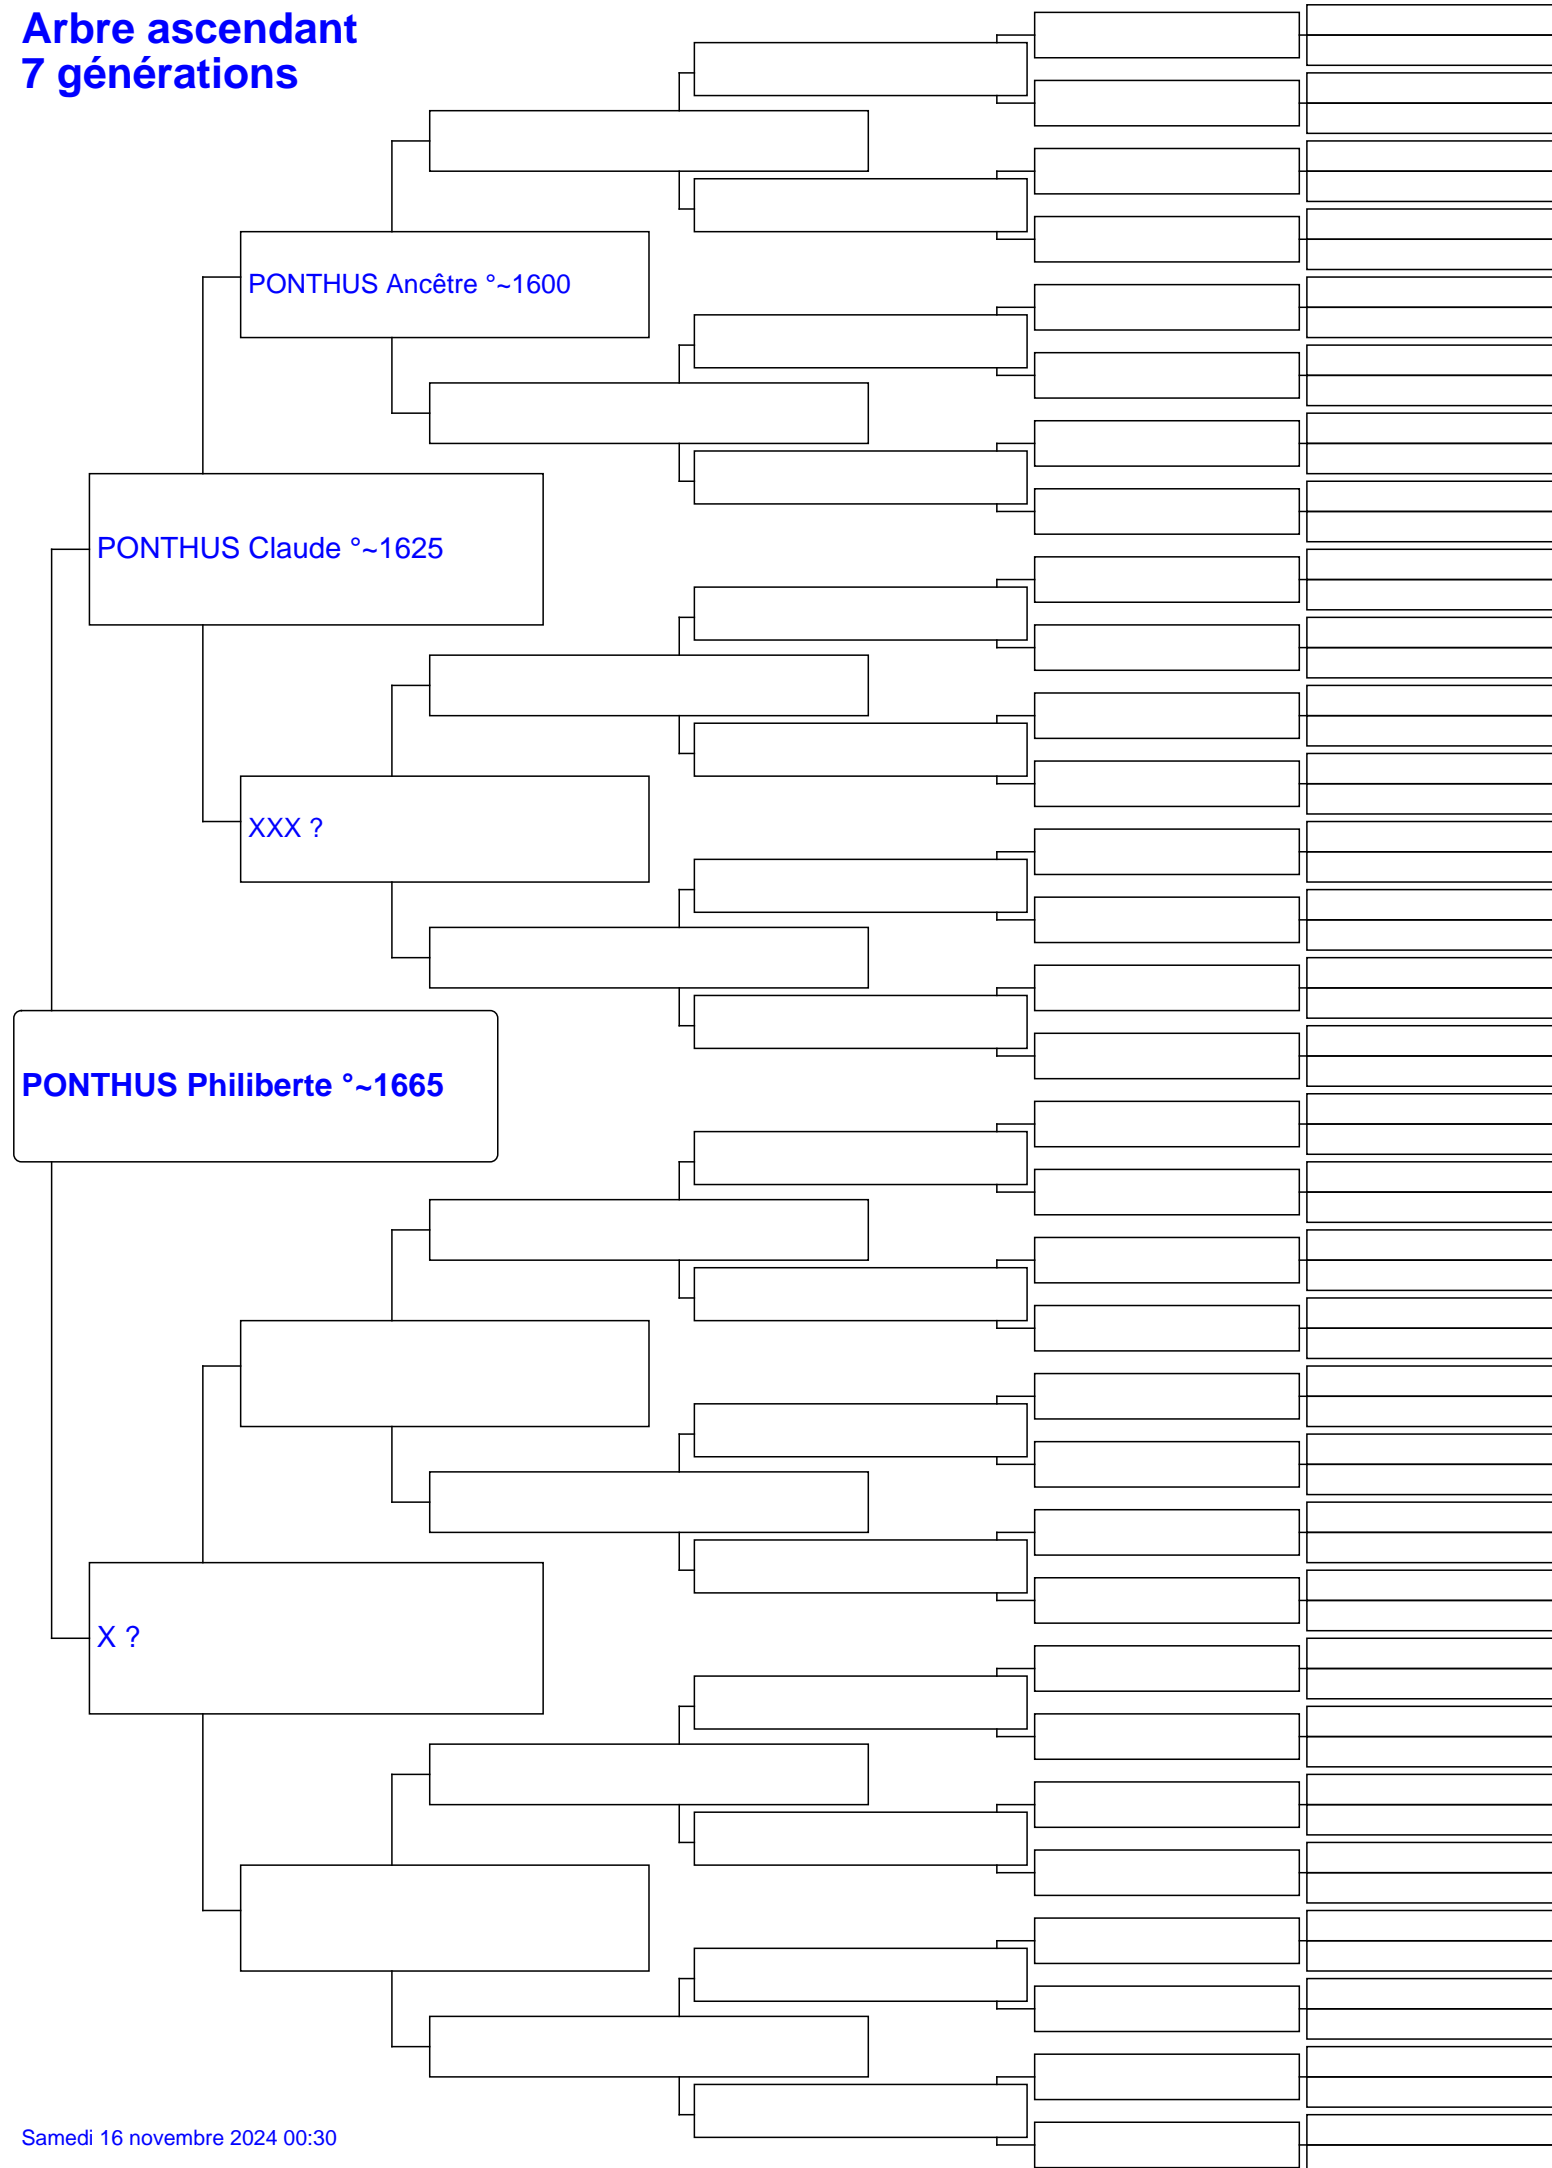 Arbre ascendant
7 générations
PONTHUS Ancêtre °~1600
PONTHUS Claude °~1625
XXX ?
PONTHUS Philiberte °~1665
X ?
Samedi 16 novembre 2024 00:30